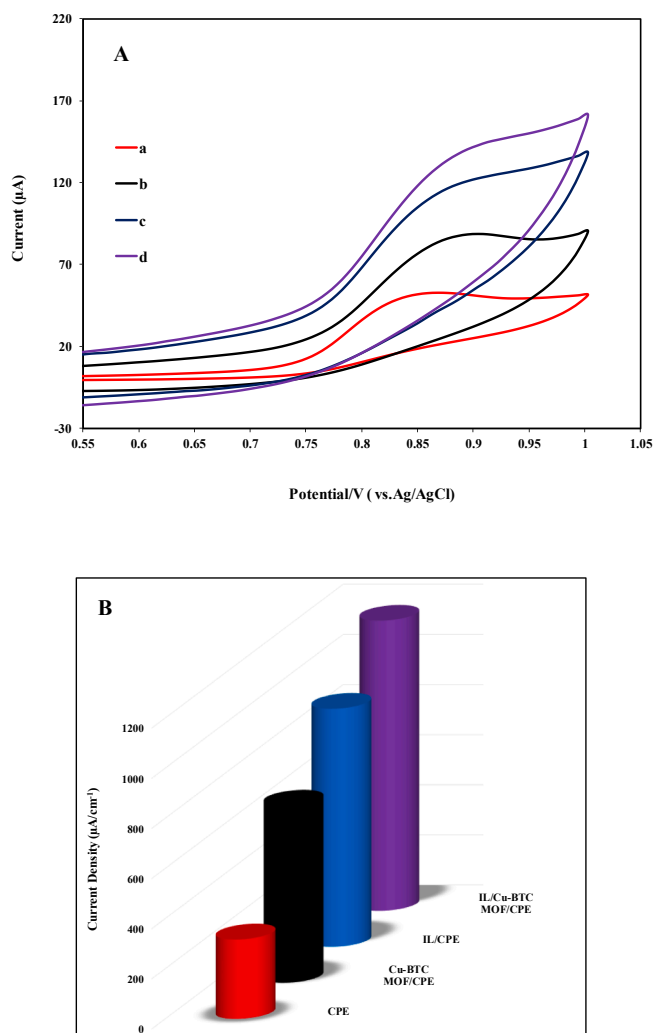 A
220
170
120
70
20
-30
Current (µA)
a
b
c
d
0.55 0.6 0.65 0.7 0.75 0.8 0.85 0.9 0.95 1 1.05
Potential/V ( vs.Ag/AgCl)
B
1200
1000
800
600
400
200
0
Current Density (µA/cm⁻¹)
IL/Cu-BTC
MOF/CPE
IL/CPE
Cu-BTC
MOF/CPE
CPE